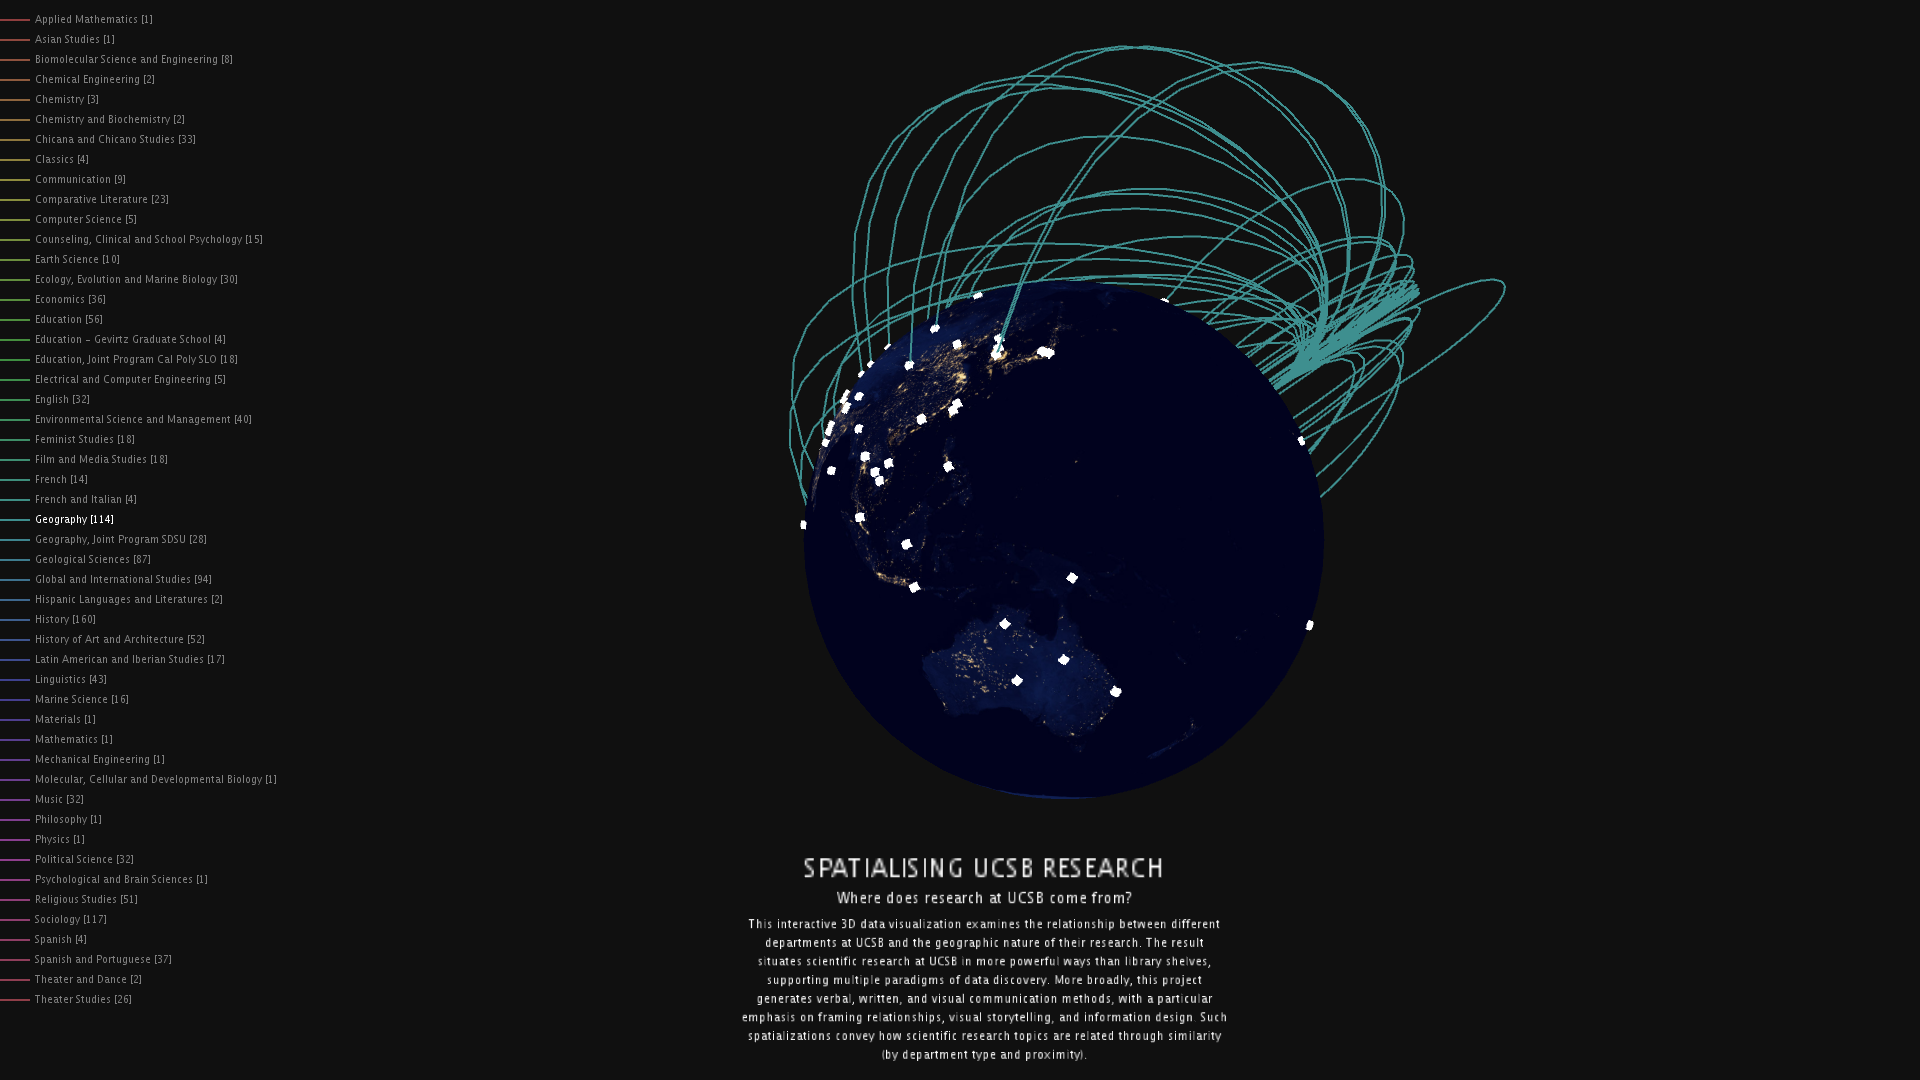 Applied Mathematics [1]
Asian Studies [1]
Biomolecular Science and Engineering [8]
Chemical Engineering [2]
Chemistry [3]
Chemistry and Biochemistry [2]
Chicana and Chicano Studies [33]
Classics [4]
Communication [9]
Comparative Literature [23]
Computer Science [5]
Counseling, Clinical and School Psychology [15]
Earth Science [10]
Ecology, Evolution and Marine Biology [30]
Economics [36]
Education [56]
Education – Gevirtz Graduate School [4]
Education, Joint Program Cal Poly SLO [18]
Electrical and Computer Engineering [5]
English [32]
Environmental Science and Management [40]
Feminist Studies [18]
Film and Media Studies [18]
French [14]
French and Italian [4]
Geography [114]
Geography, Joint Program SDSU [28]
Geological Sciences [87]
Global and International Studies [94]
Hispanic Languages and Literatures [2]
History [160]
History of Art and Architecture [52]
Latin American and Iberian Studies [17]
Linguistics [43]
Marine Science [16]
Materials [1]
Mathematics [1]
Mechanical Engineering [1]
Molecular, Cellular and Developmental Biology [1]
Music [32]
Philosophy [1]
Physics [1]
Political Science [32]
Psychological and Brain Sciences [1]
Religious Studies [51]
Sociology [117]
Spanish [4]
Spanish and Portuguese [37]
Theater and Dance [2]
Theater Studies [26]
SPATIALISING UCSB RESEARCH
Where does research at UCSB come from?
This interactive 3D data visualization examines the relationship between different
departments at UCSB and the geographic nature of their research. The result
situates scientific research at UCSB in more powerful ways than library shelves,
supporting multiple paradigms of data discovery. More broadly, this project
generates verbal, written, and visual communication methods, with a particular
emphasis on framing relationships, visual storytelling, and information design. Such
spatializations convey how scientific research topics are related through similarity
(by department type and proximity).